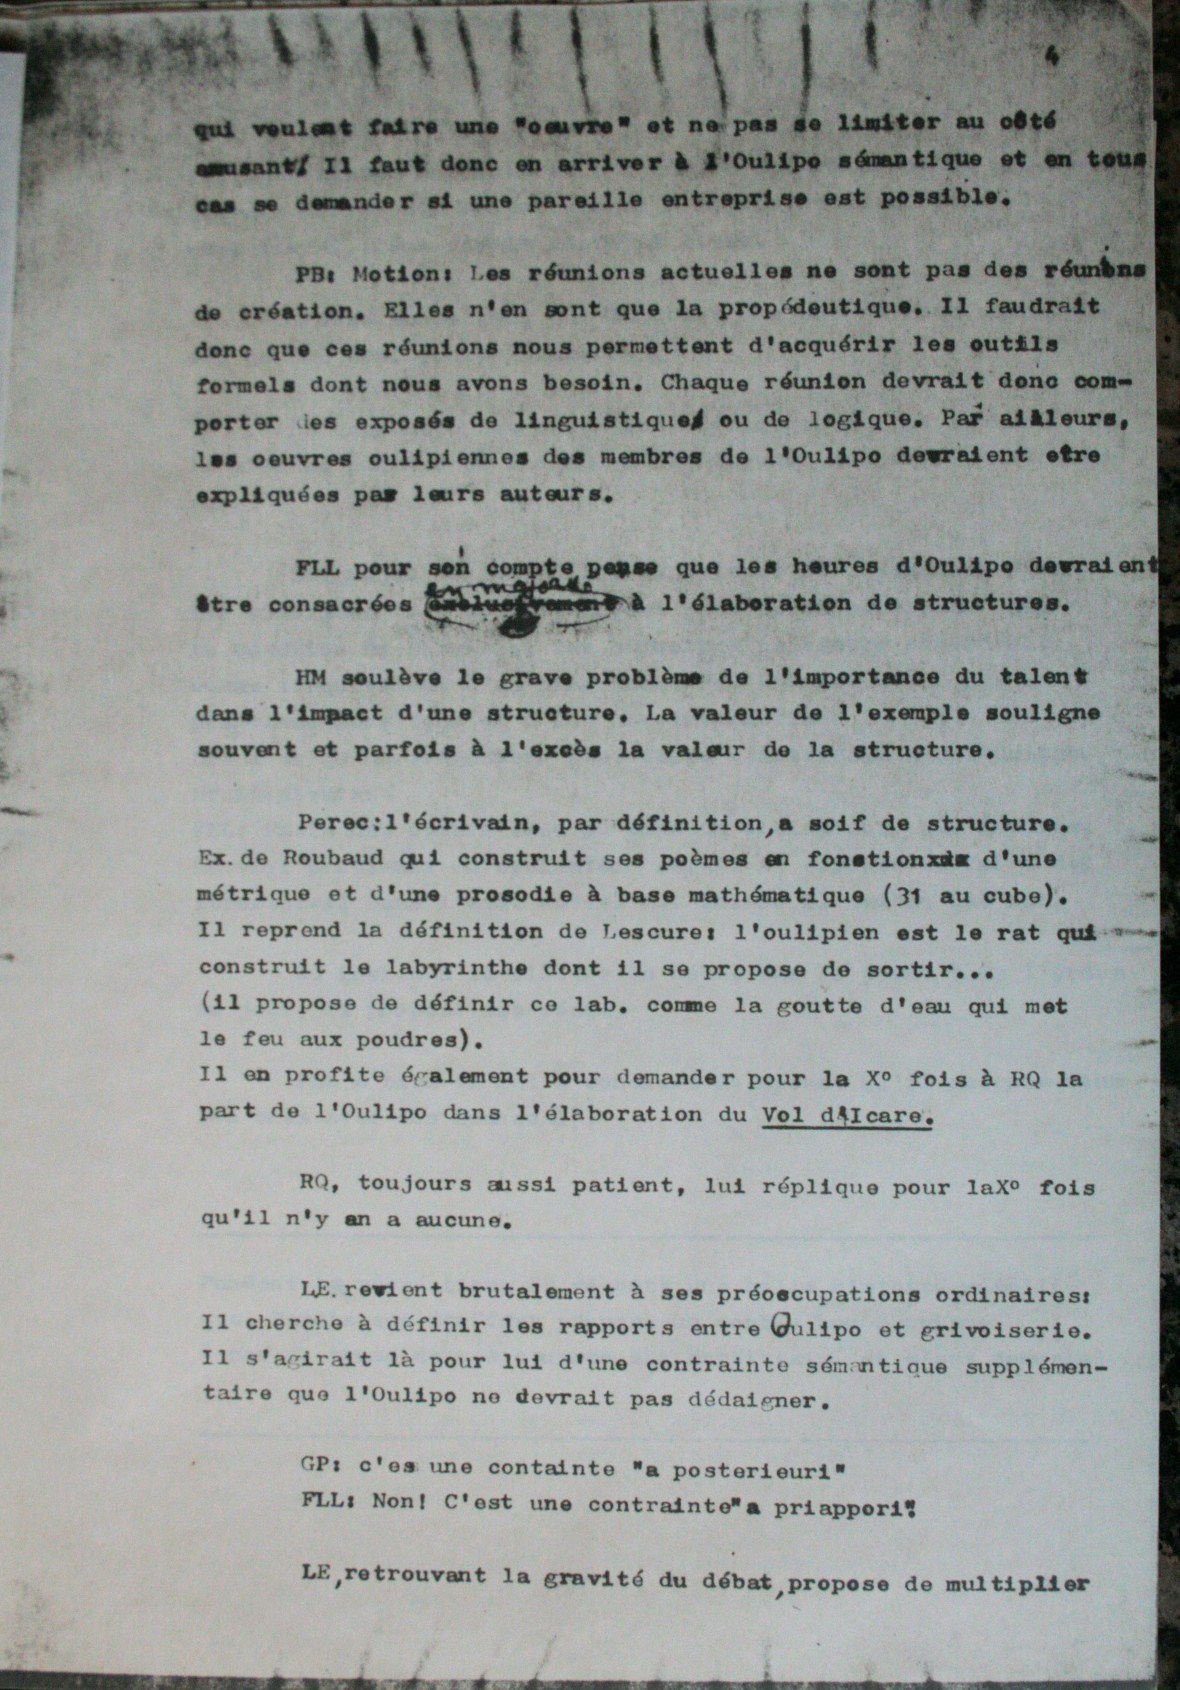 4
qui veulent faire une "oeuvre" et ne pas se limiter au côté
amusant/ Il faut donc en arriver à l'Oulipo sémantique et en tous
cas se demander si une pareille entreprise est possible.
PB: Motion: Les réunions actuelles ne sont pas des réunions
de création. Elles n'en sont que la propédeutique. Il faudrait
donc que ces réunions nous permettent d'acquérir les outils
formels dont nous avons besoin. Chaque réunion devrait donc com-
porter des exposés de linguistique/ ou de logique. Par ailleurs,
les oeuvres oulipiennes des membres de l'Oulipo devraient etre
expliquées par leurs auteurs.
FLL pour son compte pense que les heures d'Oulipo devraient
en majeure
être consacrées exclusivement à l'élaboration de structures.
HM soulève le grave problème de l'importance du talent
dans l'impact d'une structure. La valeur de l'exemple souligne
souvent et parfois à l'excès la valeur de la structure.
Perec:l'écrivain, par définition,a soif de structure.
Ex. de Roubaud qui construit ses poèmes en fonction d'une
métrique et d'une prosodie à base mathématique (31 au cube).
Il reprend la définition de Lescure: l'oulipien est le rat qui
construit le labyrinthe dont il se propose de sortir...
(il propose de définir ce lab. comme la goutte d'eau qui met
le feu aux poudres).
Il en profite également pour demander pour la X° fois à RQ la
part de l'Oulipo dans l'élaboration du Vol d'Icare.
RQ, toujours aussi patient, lui réplique pour laX° fois
qu'il n'y an a aucune.
LE. revient brutalement à ses préoccupations ordinaires:
Il cherche à définir les rapports entre Oulipo et grivoiserie.
Il s'agirait là pour lui d'une contrainte sémantique supplémen-
taire que l'Oulipo ne devrait pas dédaigner.
GP: c'es une containte "a posterieuri"
FLL: Non! C'est une contrainte"a priappori".
LE,retrouvant la gravité du débat,propose de multiplier